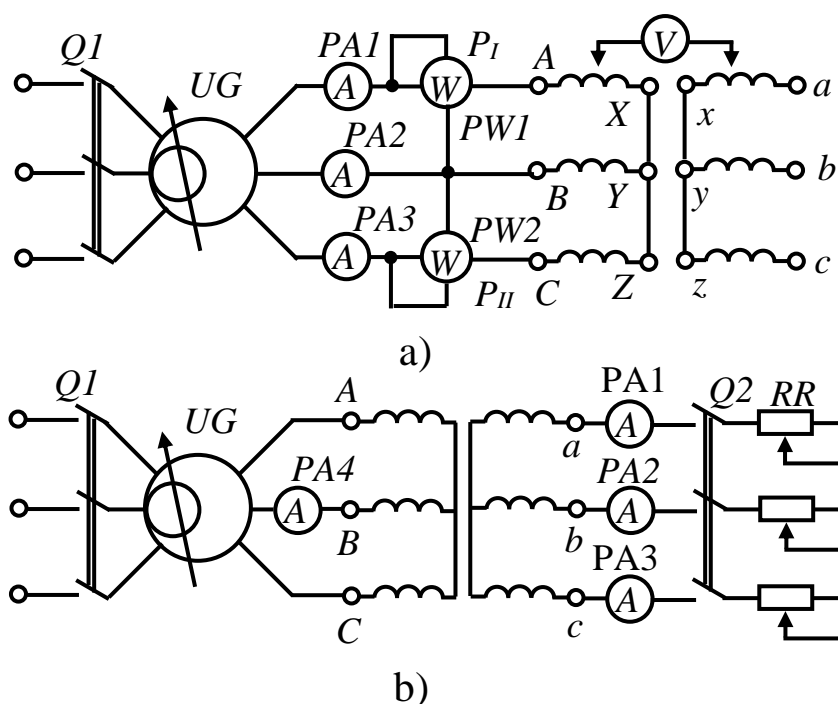 Q1 UG PA1 A P_I W A X V x a
PA2 A PW1 B Y y b
PA3 A PW2 W P_II C Z z c
a)
Q1 UG A a PA1 A Q2 RR
PA4 A B b PA2 A
C c PA3 A
b)